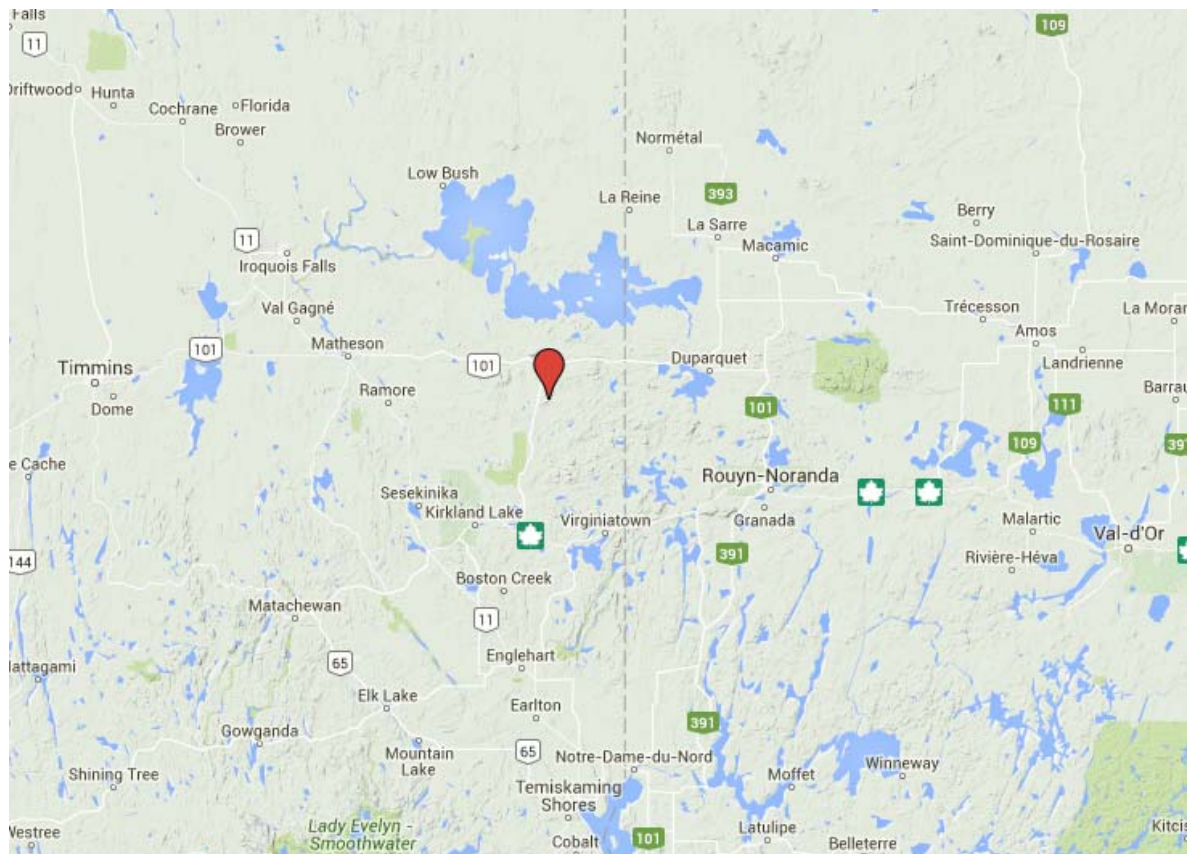 Falls
11
109
Driftwood
Hunta
Cochrane
Florida
Brower
Normétal
Low Bush
La Reine
393
Berry
La Sarre
Saint-Dominique-du-Rosaire
11
Macamic
Iroquois Falls
Val Gagné
Trécesson
La Moran
Amos
101
Matheson
101
Duparquet
Landrienne
Timmins
Ramore
Barrau
Dome
101
111
109
391
e Cache
Sesekinika
Rouyn-Noranda
Kirkland Lake
Virginiatown
Granada
Malartic
Val-d'Or
144
391
Rivière-Héva
Boston Creek
Matachewan
11
Mattagami
65
Englehart
Elk Lake
Earlton
391
Gowganda
Mountain
Lake
65
Notre-Dame-du-Nord
Winneway
Shining Tree
Moffet
Temiskaming
Shores
Westree
Lady Evelyn -
Smoothwater
Cobalt
101
Latulipe
Belleterre
Kitcis